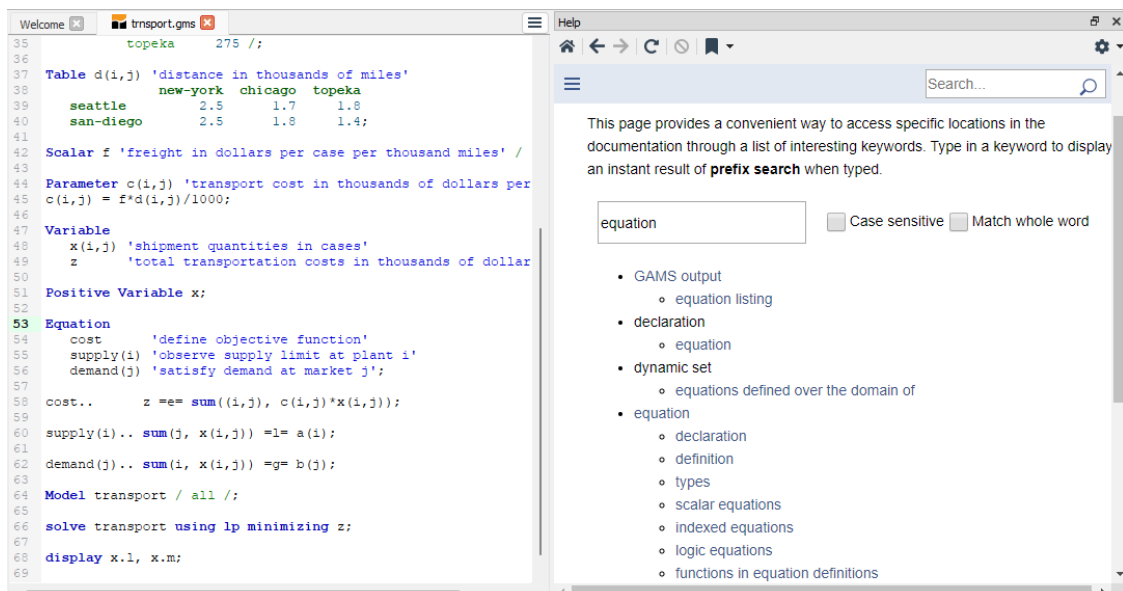 Welcome
trnsport.gms
35 topeka 275 /;
36
37 Table d(i,j) 'distance in thousands of miles'
38 new-york chicago topeka
39 seattle 2.5 1.7 1.8
40 san-diego 2.5 1.8 1.4;
41
42 Scalar f 'freight in dollars per case per thousand miles' /
43
44 Parameter c(i,j) 'transport cost in thousands of dollars per
45 c(i,j) = f*d(i,j)/1000;
46
47 Variable
48 x(i,j) 'shipment quantities in cases'
49 z 'total transportation costs in thousands of dollar
50
51 Positive Variable x;
52
53 Equation
54 cost 'define objective function'
55 supply(i) 'observe supply limit at plant i'
56 demand(j) 'satisfy demand at market j';
57
58 cost.. z =e= sum((i,j), c(i,j)*x(i,j));
59
60 supply(i).. sum(j, x(i,j)) =l= a(i);
61
62 demand(j).. sum(i, x(i,j)) =g= b(j);
63
64 Model transport / all /;
65
66 solve transport using lp minimizing z;
67
68 display x.l, x.m;
69
Help
Search...
This page provides a convenient way to access specific locations in the
documentation through a list of interesting keywords. Type in a keyword to display
an instant result of prefix search when typed.
equation
Case sensitive
Match whole word
GAMS output
equation listing
declaration
equation
dynamic set
equations defined over the domain of
equation
declaration
definition
types
scalar equations
indexed equations
logic equations
functions in equation definitions